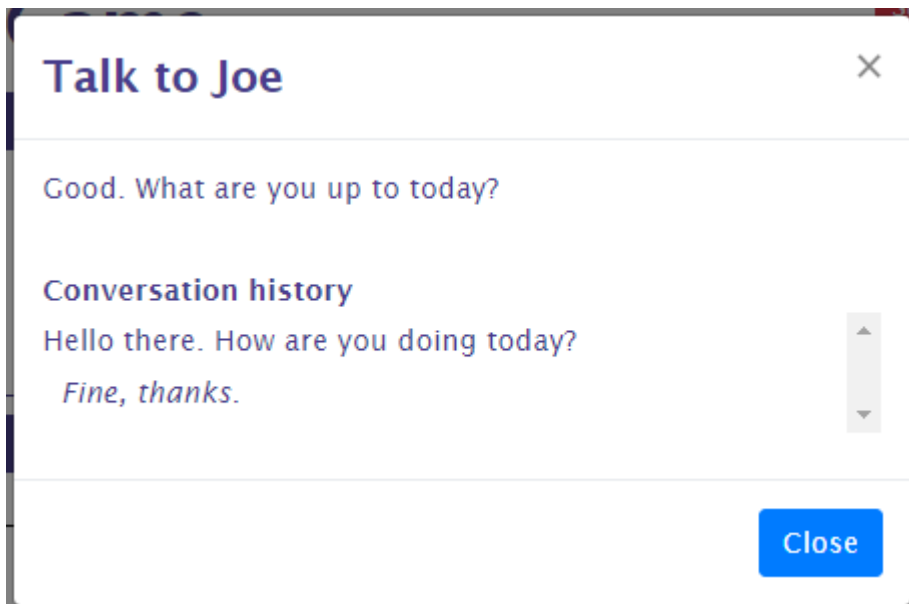 Talk to Joe
×
Good. What are you up to today?
Conversation history
Hello there. How are you doing today?
Fine, thanks.
Close